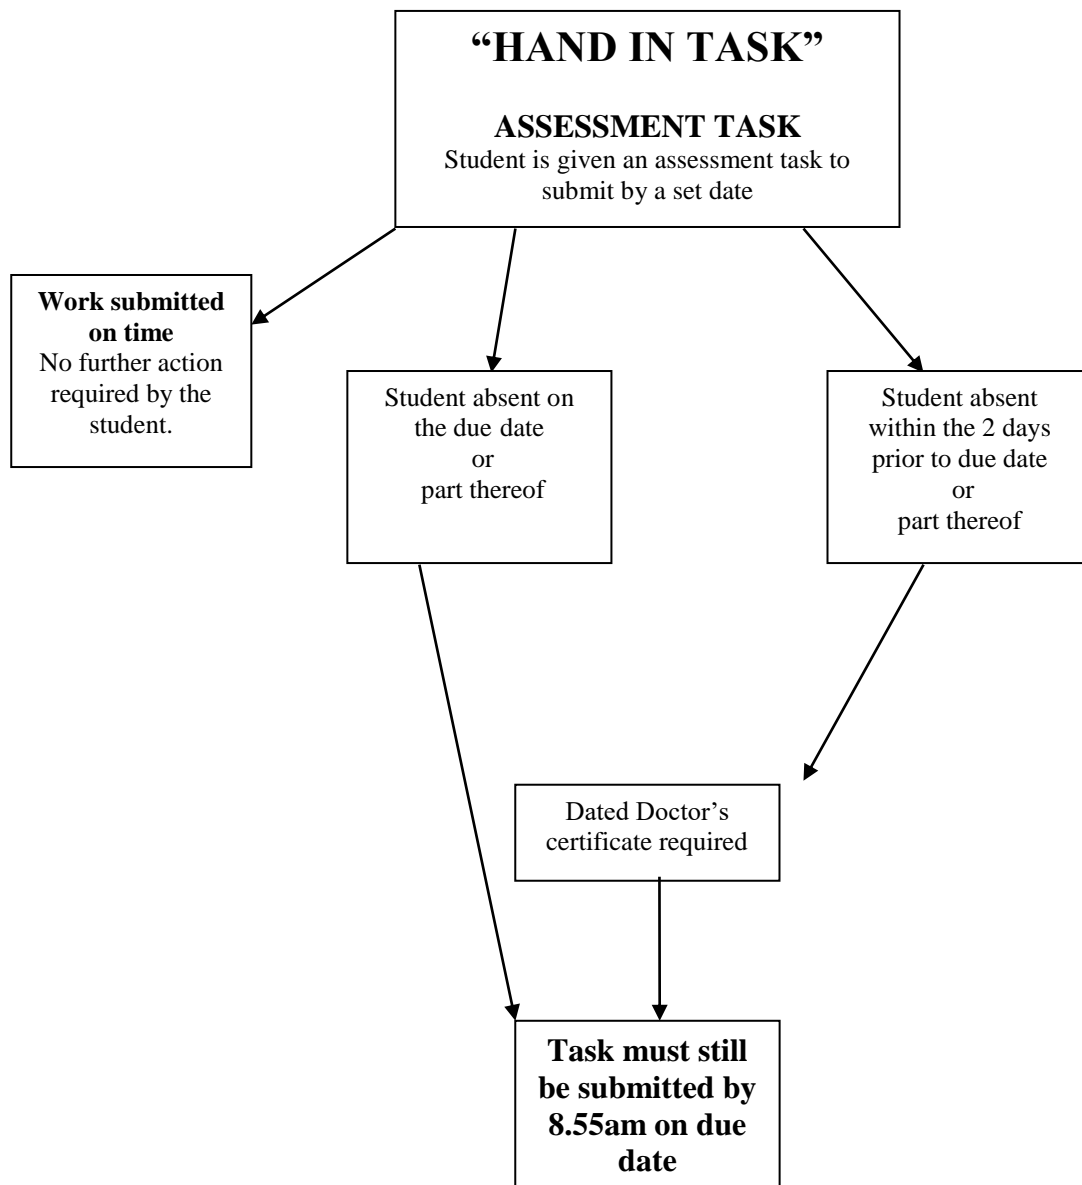 “HAND IN TASK”
ASSESSMENT TASK
Student is given an assessment task to
submit by a set date
Work submitted
on time
No further action
required by the
student.
Student absent on
the due date
or
part thereof
Student absent
within the 2 days
prior to due date
or
part thereof
Dated Doctor’s
certificate required
Task must still
be submitted by
8.55am on due
date